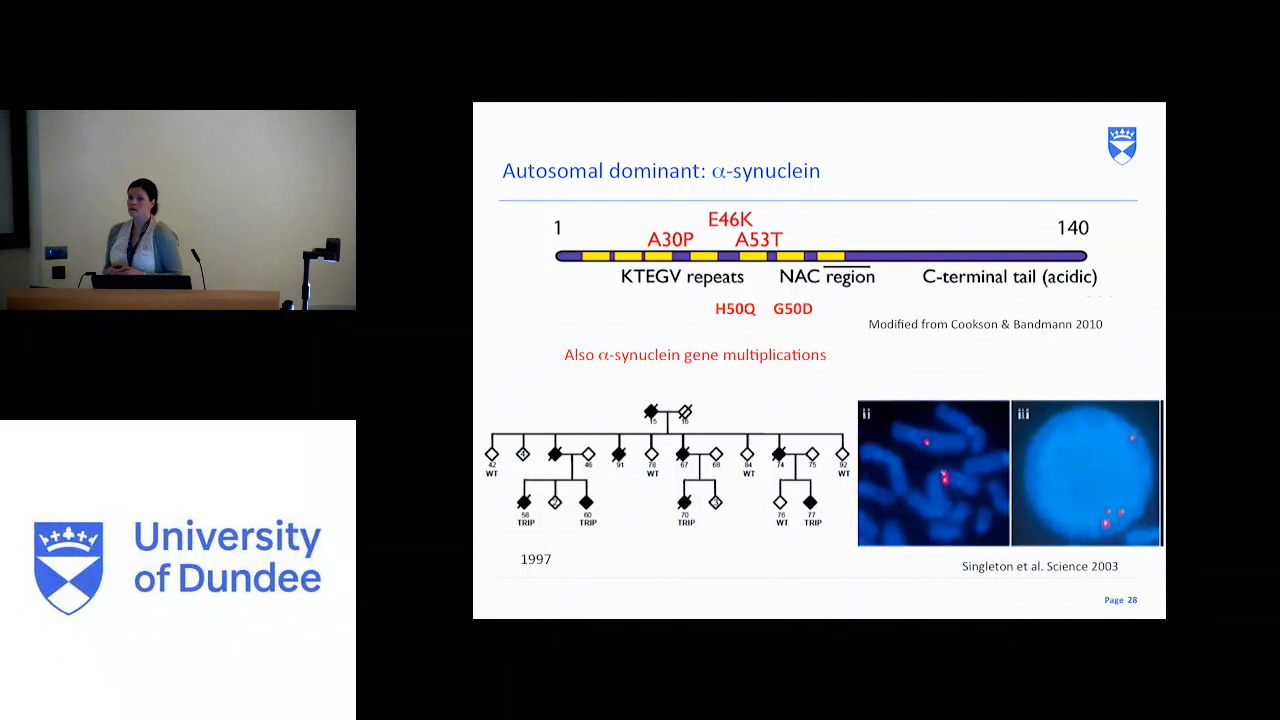 Autosomal dominant: α-synuclein
E46K
1 A30P A53T 140
KTEGV repeats NAC region C-terminal tail (acidic)
H50Q G50D
Modified from Cookson & Bandmann 2010
Also α-synuclein gene multiplications
ii iii
15 16
42 4 46 91 78 67 68 84 74 75 92
WT WT WT WT
58 2 60 70 3 76 77
TRIP TRIP TRIP WT TRIP
1997
Singleton et al. Science 2003
Page 28
University
of Dundee